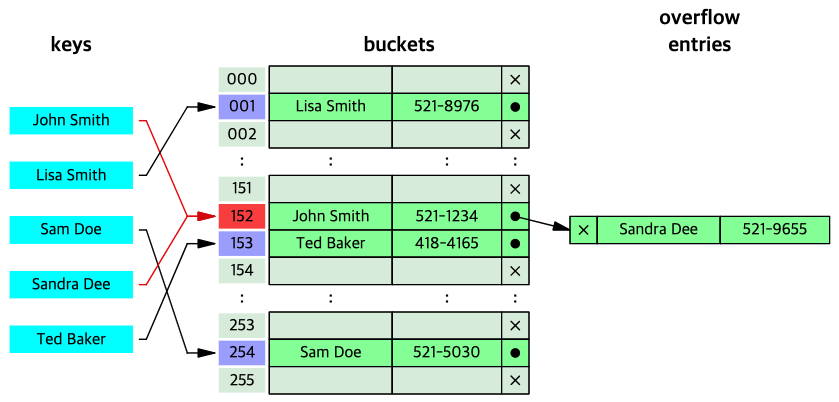 overflow
keys buckets entries
000 ×
John Smith 001 Lisa Smith 521-8976 ●
002 ×
Lisa Smith : : : :
151 ×
Sam Doe 152 John Smith 521-1234 ● × Sandra Dee 521-9655
153 Ted Baker 418-4165 ●
Sandra Dee 154 ×
: : : :
Ted Baker 253 ×
254 Sam Doe 521-5030 ●
255 ×